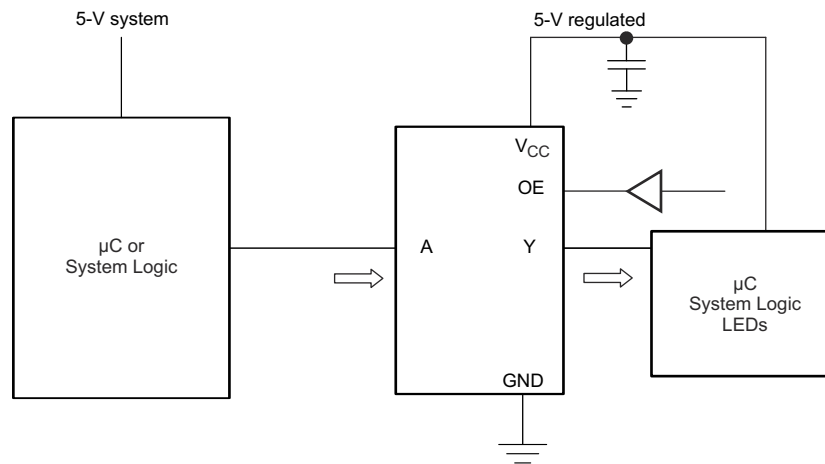 5-V system
5-V regulated
VCC
OE
µC or
System Logic
A
Y
µC
System Logic
LEDs
GND